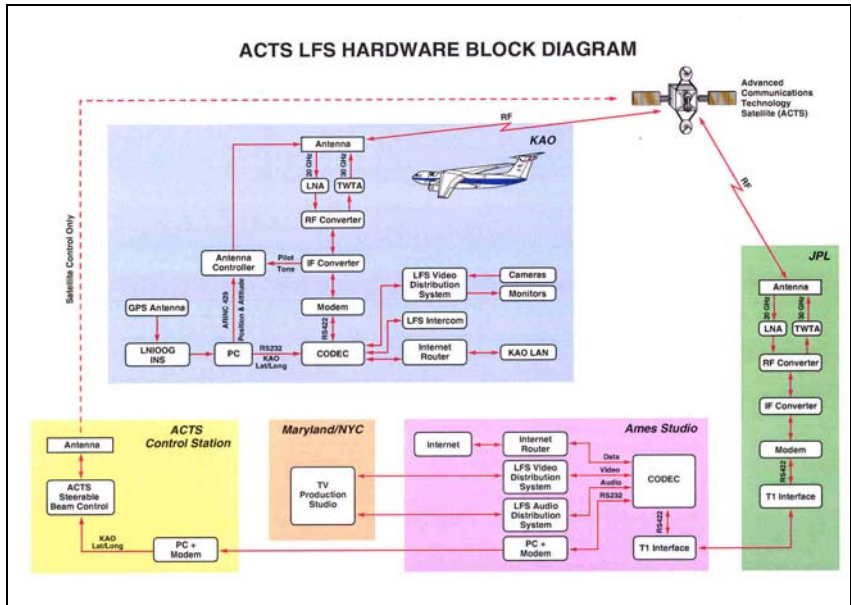 ACTS LFS HARDWARE BLOCK DIAGRAM
Advanced
Communications
Technology
Satellite (ACTS)
RF
RF
Satellite Control Only
KAO
Antenna
20 GHz
30 GHz
LNA
TWTA
RF Converter
Antenna
Controller
Pilot
Tone
IF Converter
ARINC 429
Position & Attitude
GPS Antenna
Modem
RS422
LNIOOG
INS
PC
RS232
KAO
Lat/Long
CODEC
LFS Video
Distribution
System
Cameras
Monitors
LFS Intercom
Internet
Router
KAO LAN
JPL
Antenna
20 GHz
30 GHz
LNA
TWTA
RF Converter
IF Converter
Modem
RS422
T1 Interface
ACTS
Control Station
Antenna
ACTS
Steerable
Beam Control
KAO
Lat/Long
PC +
Modem
Maryland/NYC
TV
Production
Studio
Ames Studio
Internet
Internet
Router
LFS Video
Distribution
System
LFS Audio
Distribution
System
PC +
Modem
Data
Video
Audio
RS232
CODEC
RS422
T1 Interface